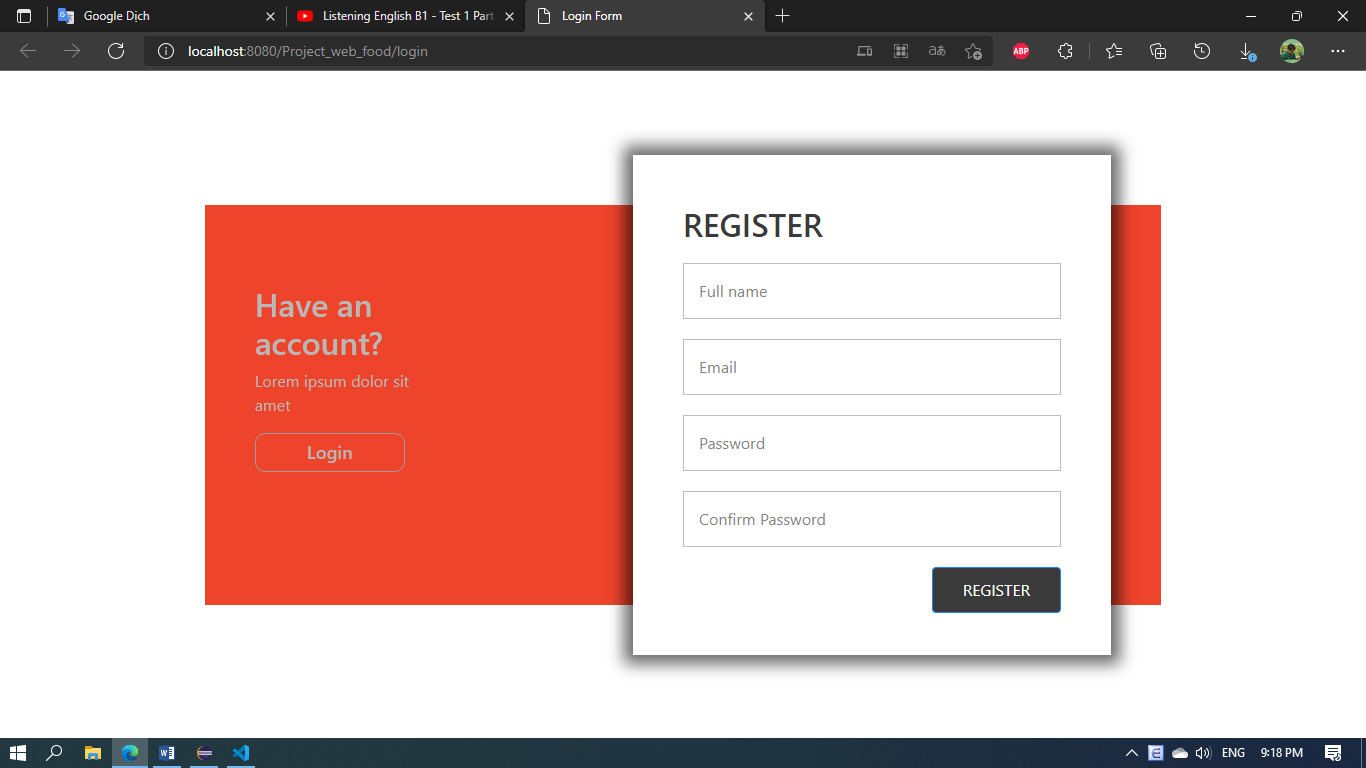 Google Dịch
Listening English B1 - Test 1 Part
Login Form
localhost:8080/Project_web_food/login
ABP
REGISTER
Full name
Have an
account?
Email
Lorem ipsum dolor sit
amet
Login
Password
Confirm Password
REGISTER
ENG
9:18 PM